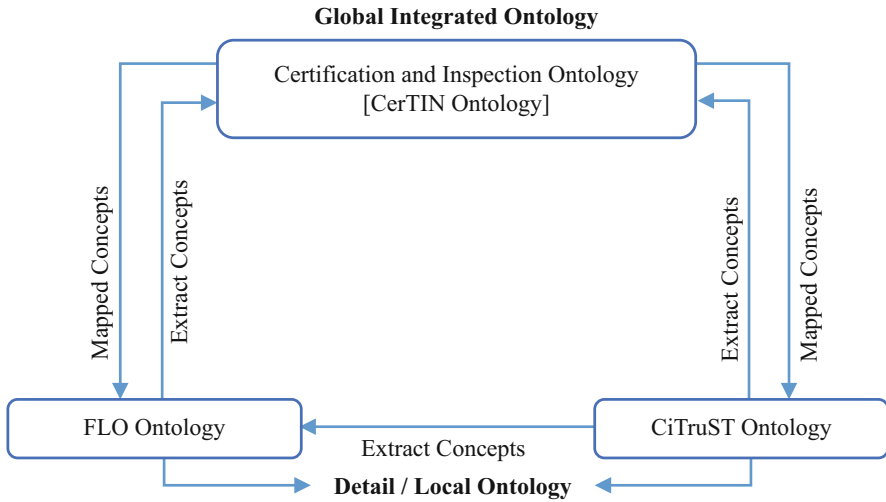 Global Integrated Ontology
Certification and Inspection Ontology
[CerTIN Ontology]
Mapped Concepts
Extract Concepts
Extract Concepts
Mapped Concepts
FLO Ontology
CiTruST Ontology
Extract Concepts
Detail / Local Ontology